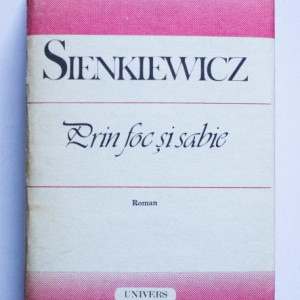 SIENKIEWICZ
Prin foc și sabie
Roman
UNIVERS